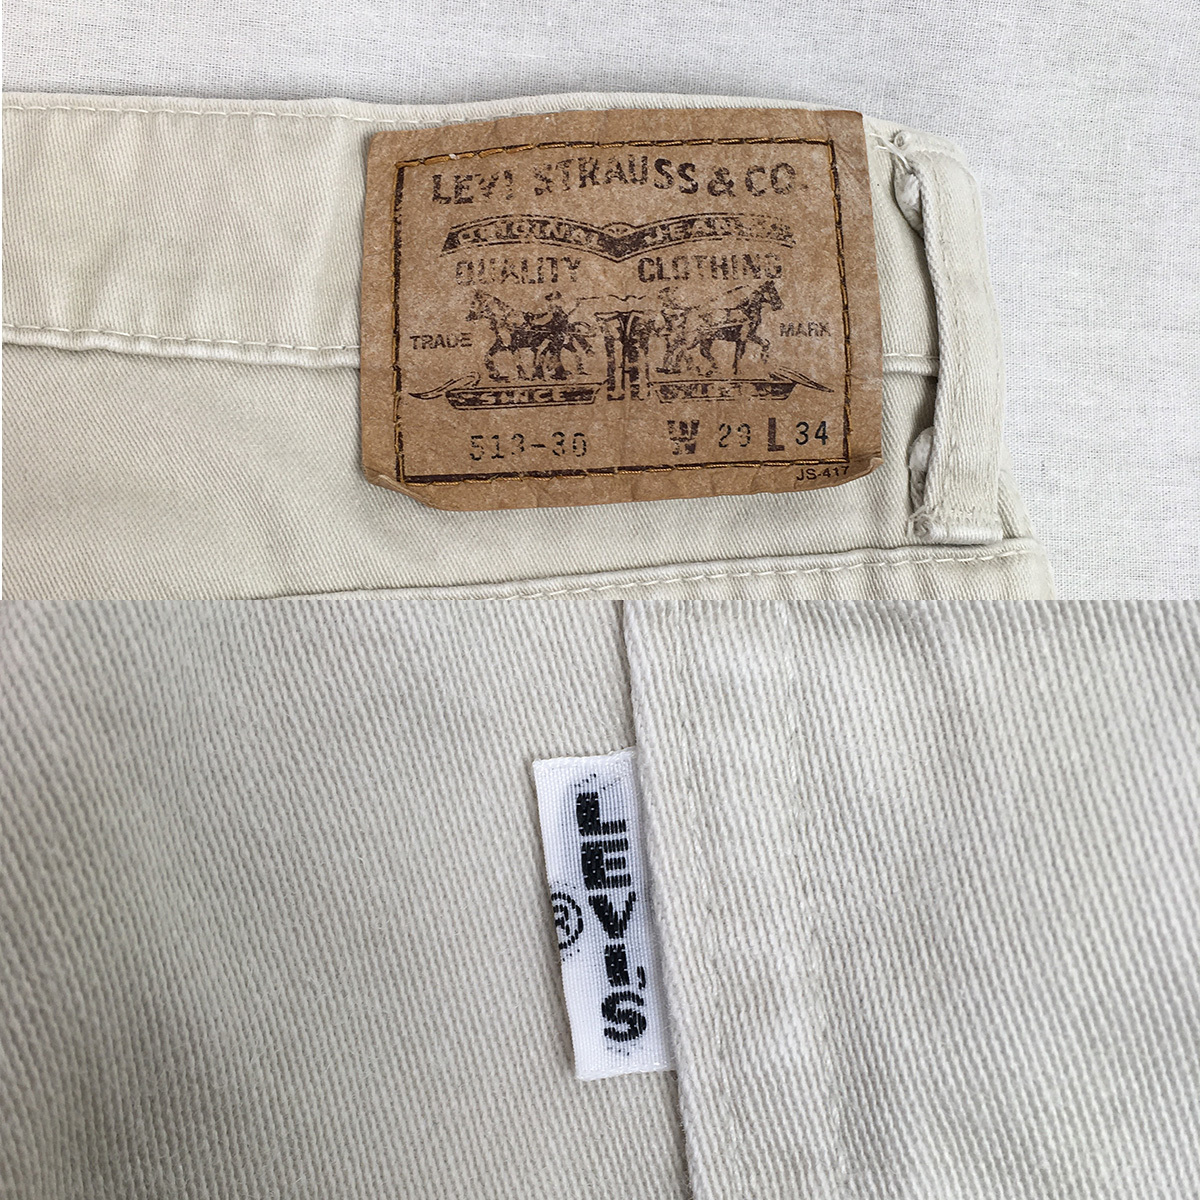 LEVI STRAUSS & CO.
ORIGINAL JEANS
QUALITY CLOTHING
TRADE MARK
SINCE
513-30 W 29 L 34
JS-417
LEVI'S
®